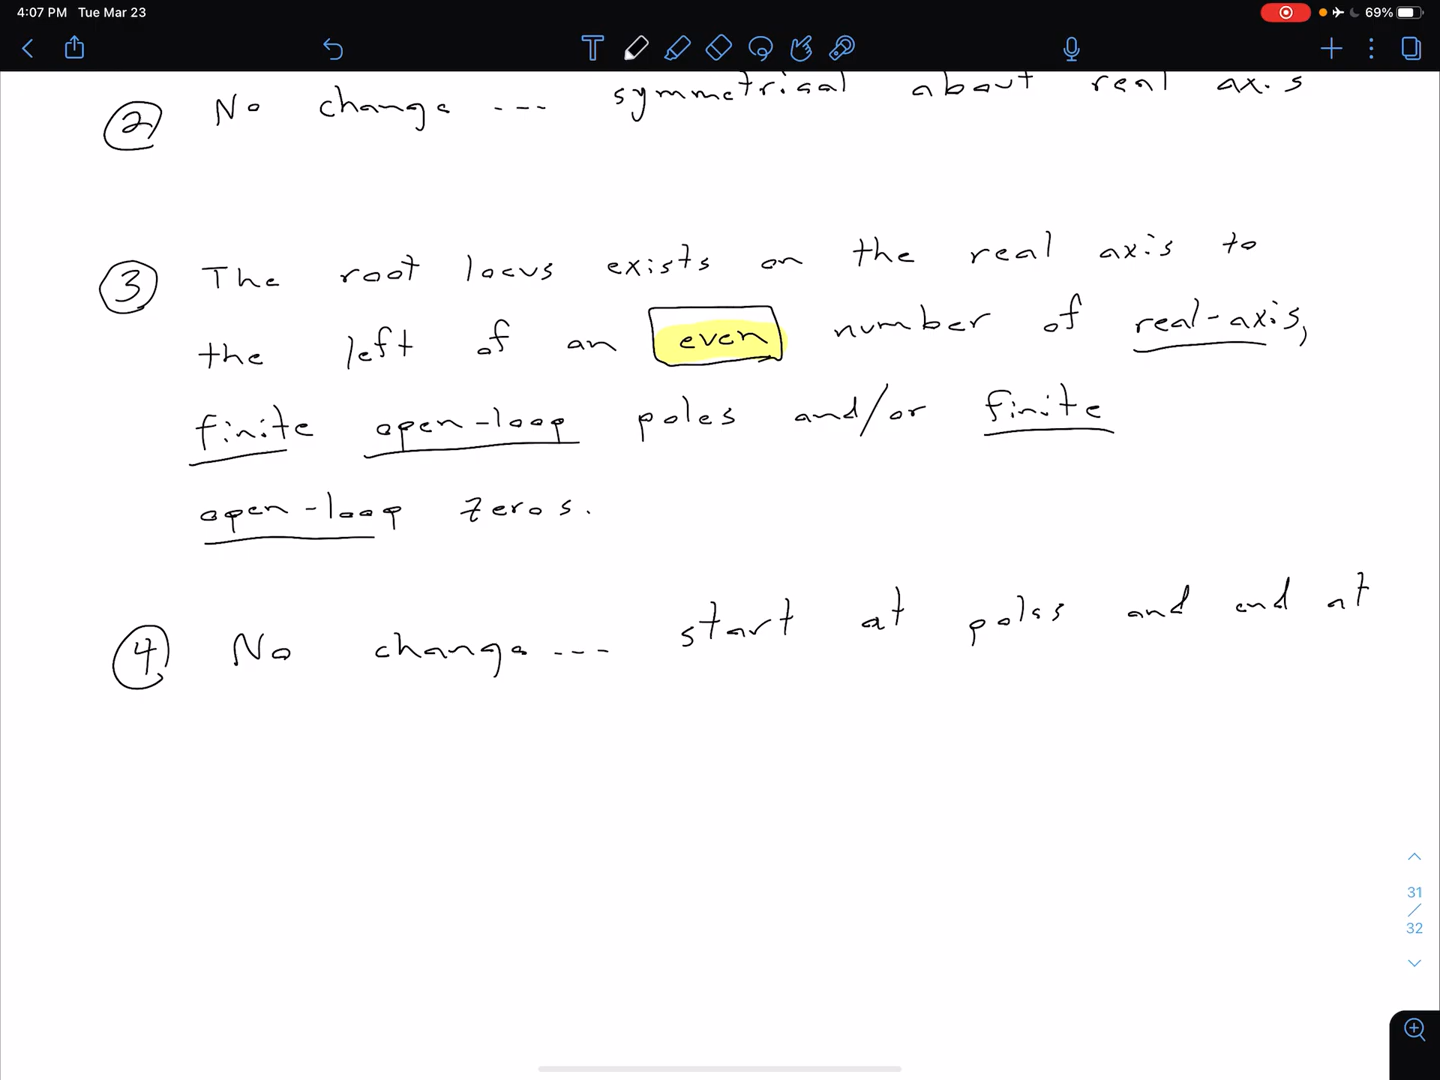 4:07 PM Tue Mar 23
69%
② No change --- symmetrical about real axis
③ The root locus exists on the real axis to
the left of an even number of real-axis,
finite open-loop poles and/or finite
open-loop zeros.
④ No change --- start at poles and end at
31
/
32